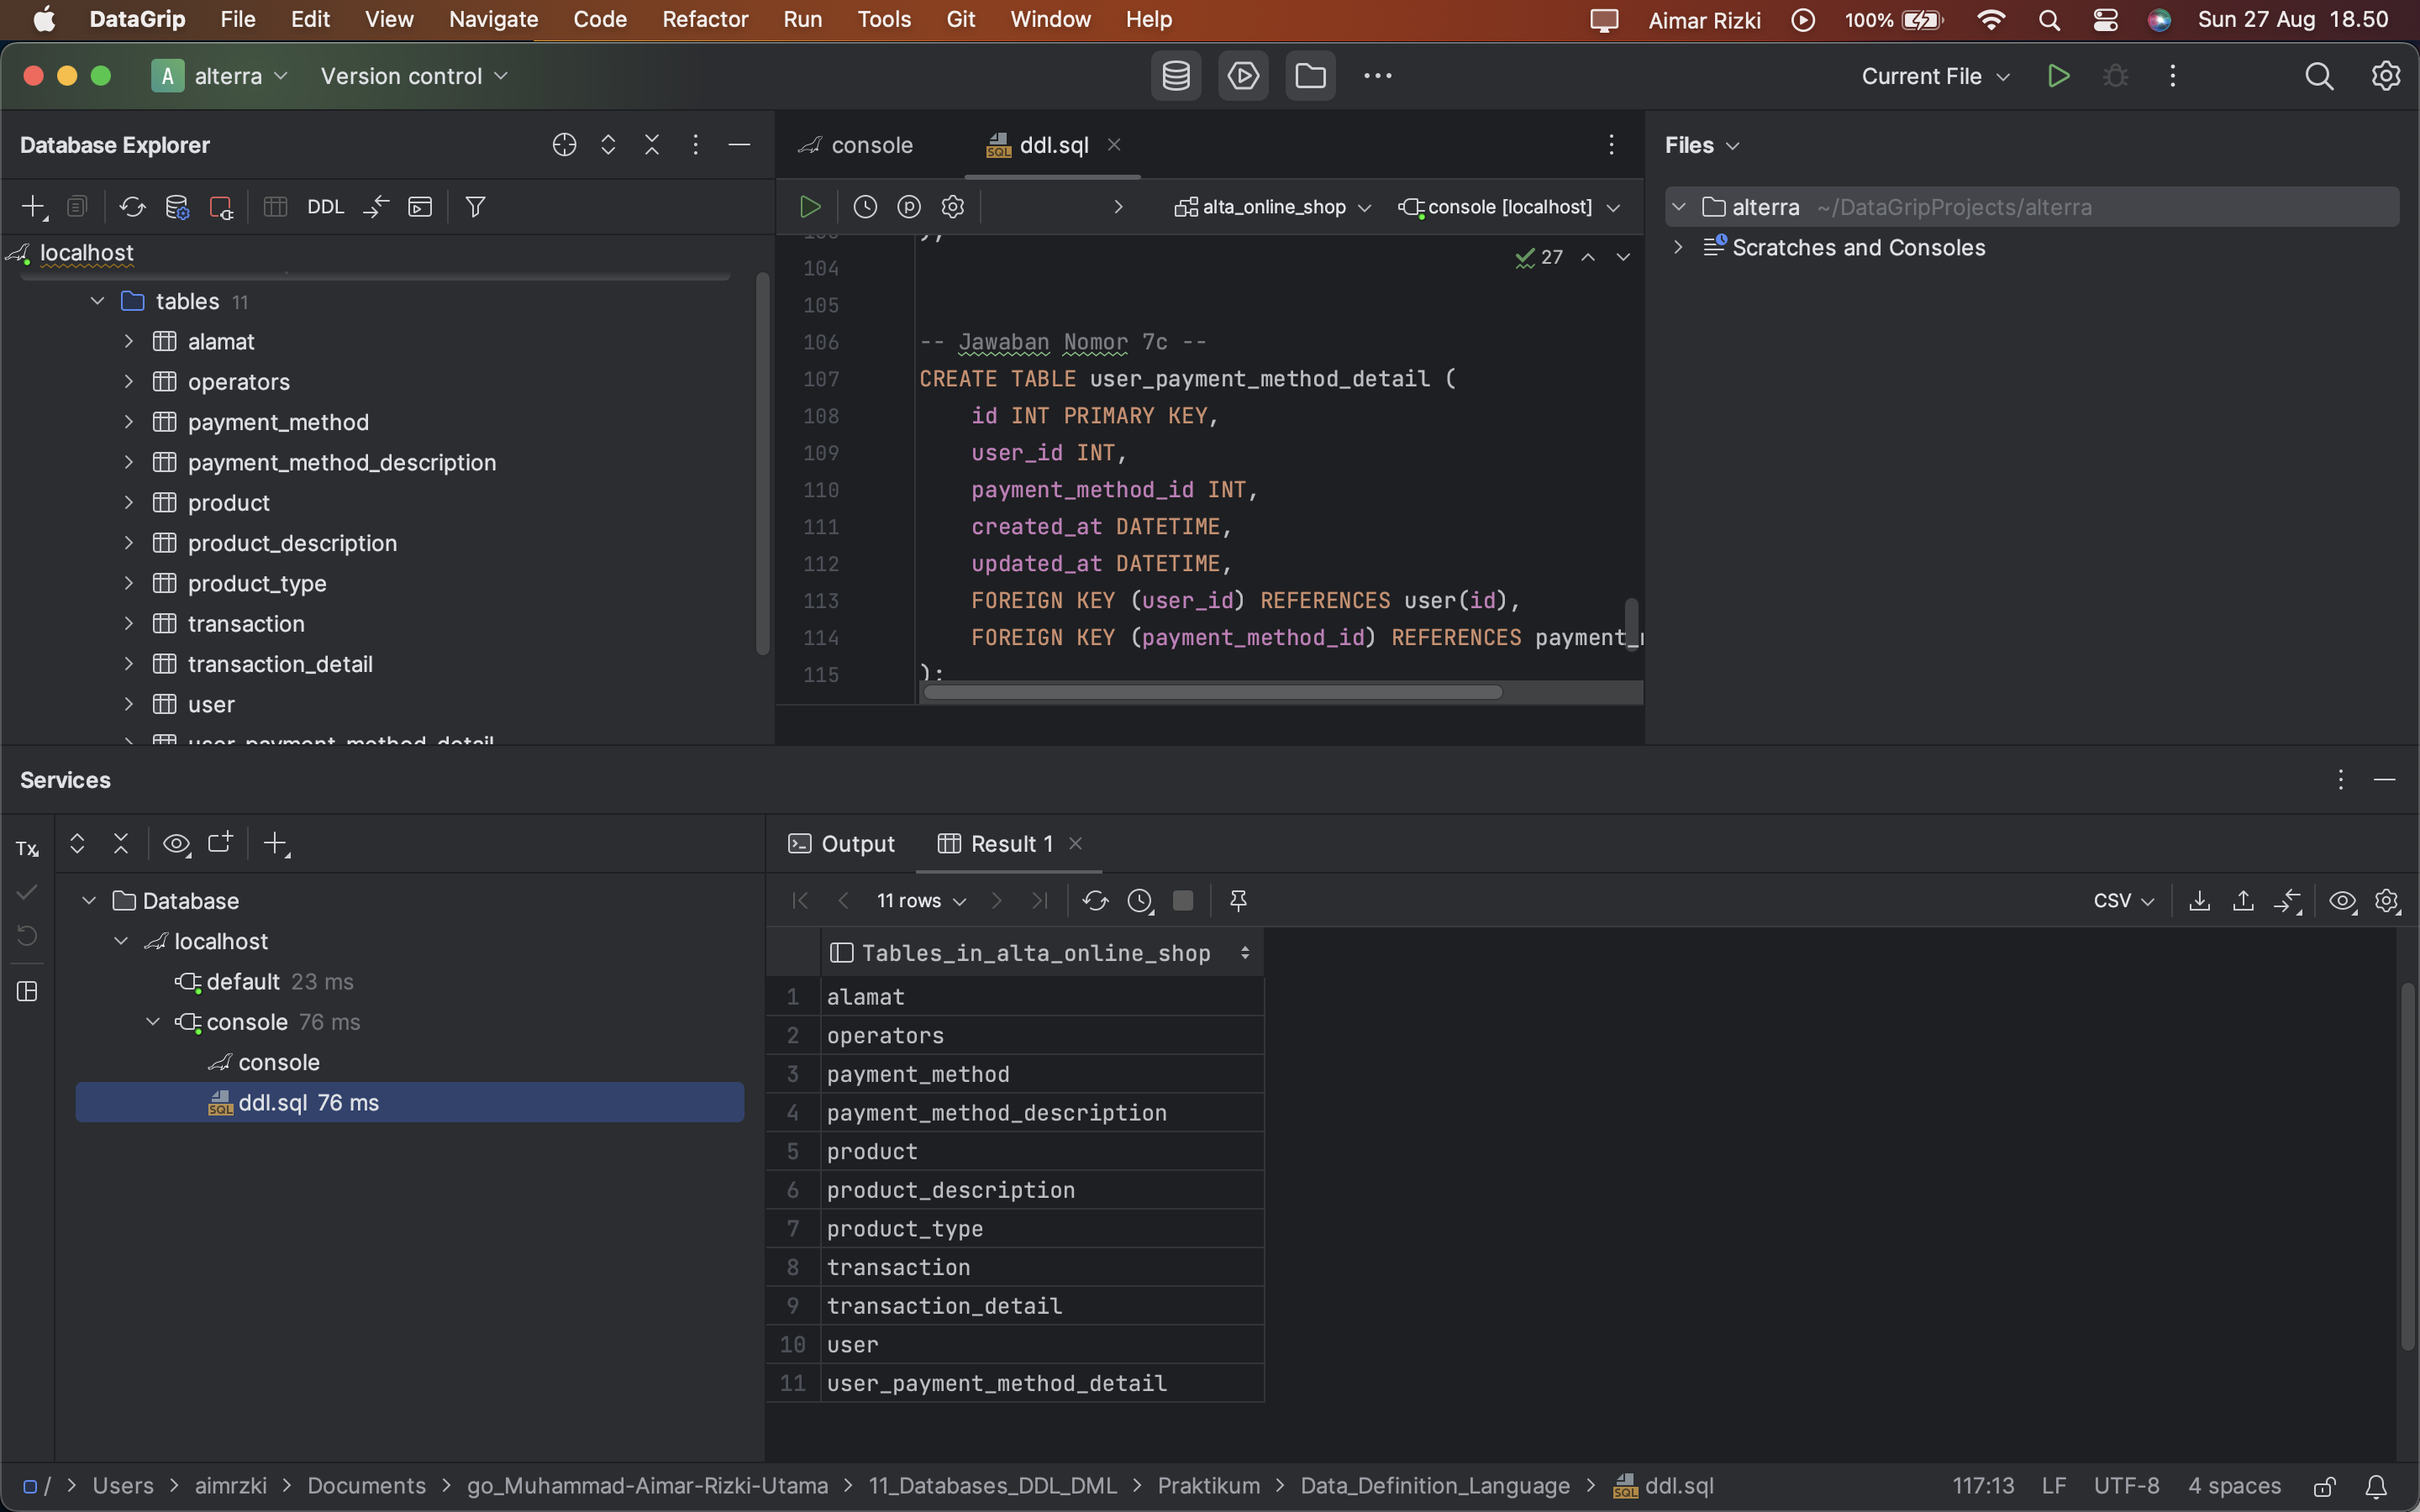 DataGrip File Edit View Navigate Code Refactor Run Tools Git Window Help Aimar Rizki 100% Sun 27 Aug 18.50
A alterra Version control Current File
Database Explorer
console ddl.sql
Files
DDL
alta_online_shop console [localhost]
alterra ~/DataGripProjects/alterra
Scratches and Consoles
localhost
tables 11
alamat
operators
payment_method
payment_method_description
product
product_description
product_type
transaction
transaction_detail
user
user_payment_method_detail
27
104
105
106 -- Jawaban Nomor 7c --
107 CREATE TABLE user_payment_method_detail (
108 id INT PRIMARY KEY,
109 user_id INT,
110 payment_method_id INT,
111 created_at DATETIME,
112 updated_at DATETIME,
113 FOREIGN KEY (user_id) REFERENCES user(id),
114 FOREIGN KEY (payment_method_id) REFERENCES payment_
115 );
Services
Tx
Database
localhost
default 23 ms
console 76 ms
console
ddl.sql 76 ms
Output Result 1
11 rows CSV
Tables_in_alta_online_shop
1 alamat
2 operators
3 payment_method
4 payment_method_description
5 product
6 product_description
7 product_type
8 transaction
9 transaction_detail
10 user
11 user_payment_method_detail
/ > Users > aimrzki > Documents > go_Muhammad-Aimar-Rizki-Utama > 11_Databases_DDL_DML > Praktikum > Data_Definition_Language > ddl.sql 117:13 LF UTF-8 4 spaces